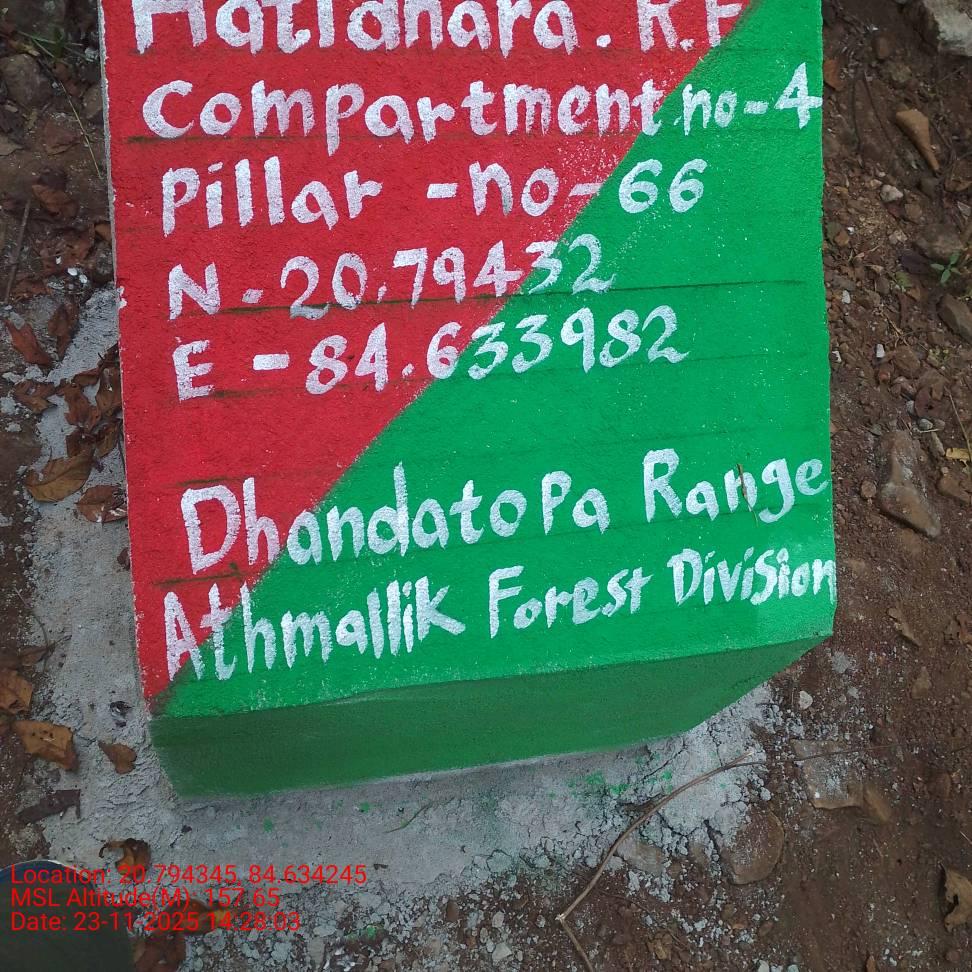 Hatidhara. R.F
Compartment no-4
Pillar -no-66
N-20.79432
E-84.633982
Dhandatopa Range
Athmallik Forest Division
Location: 20.794345, 84.634245
MSL Altitude(M): 157.65
Date: 23-11-2025 14:28:03